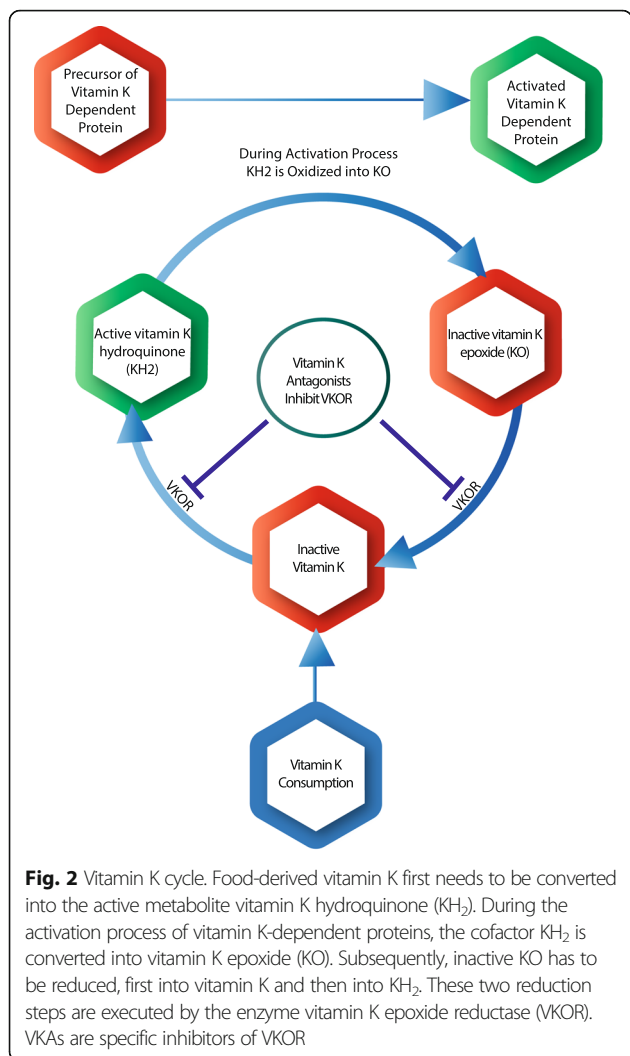 Precursor of
Vitamin K
Dependent
Protein
Activated
Vitamin K
Dependent
Protein
During Activation Process
KH2 is Oxidized into KO
Active vitamin K
hydroquinone
(KH2)
Inactive vitamin K
epoxide (KO)
Vitamin K
Antagonists
Inhibit VKOR
VKOR
VKOR
Inactive
Vitamin K
Vitamin K
Consumption
Fig. 2 Vitamin K cycle. Food-derived vitamin K first needs to be converted
into the active metabolite vitamin K hydroquinone (KH₂). During the
activation process of vitamin K-dependent proteins, the cofactor KH₂ is
converted into vitamin K epoxide (KO). Subsequently, inactive KO has to
be reduced, first into vitamin K and then into KH₂. These two reduction
steps are executed by the enzyme vitamin K epoxide reductase (VKOR).
VKAs are specific inhibitors of VKOR